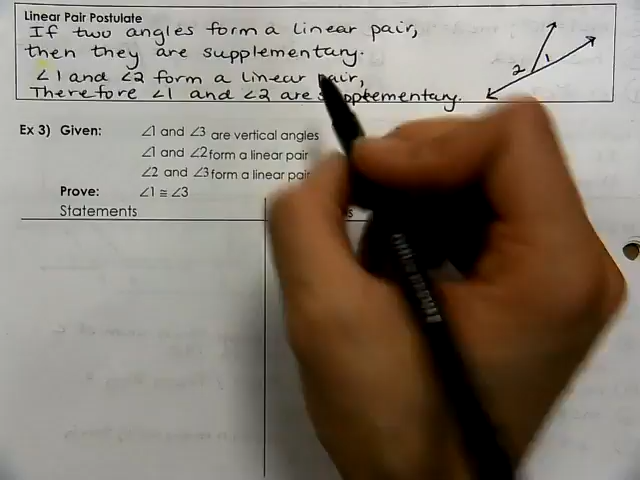 Linear Pair Postulate
If two angles form a linear pair,
then they are supplementary.
∠1 and ∠2 form a linear pair,
Therefore ∠1 and ∠2 are supplementary.
2 1
Ex 3) Given: ∠1 and ∠3 are vertical angles
∠1 and ∠2 form a linear pair
∠2 and ∠3 form a linear pair
Prove: ∠1 ≅ ∠3
Statements